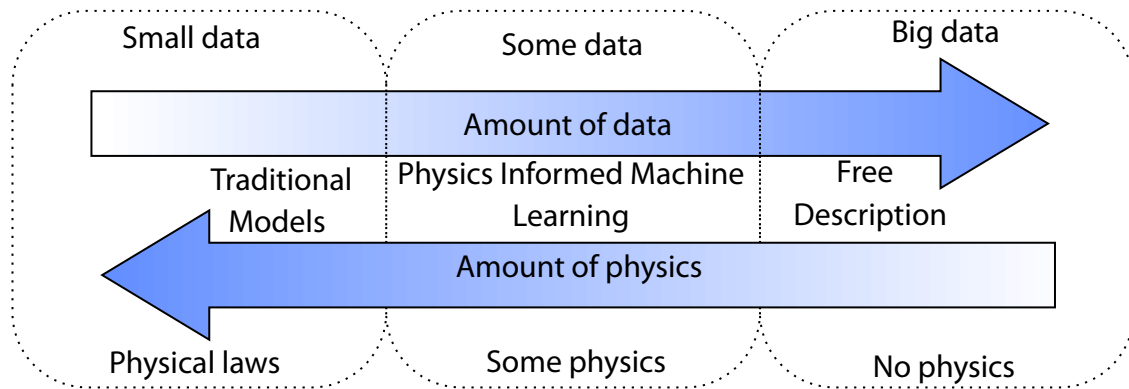 Small data
Some data
Big data
Amount of data
Traditional
Models
Physics Informed Machine
Learning
Free
Description
Amount of physics
Physical laws
Some physics
No physics